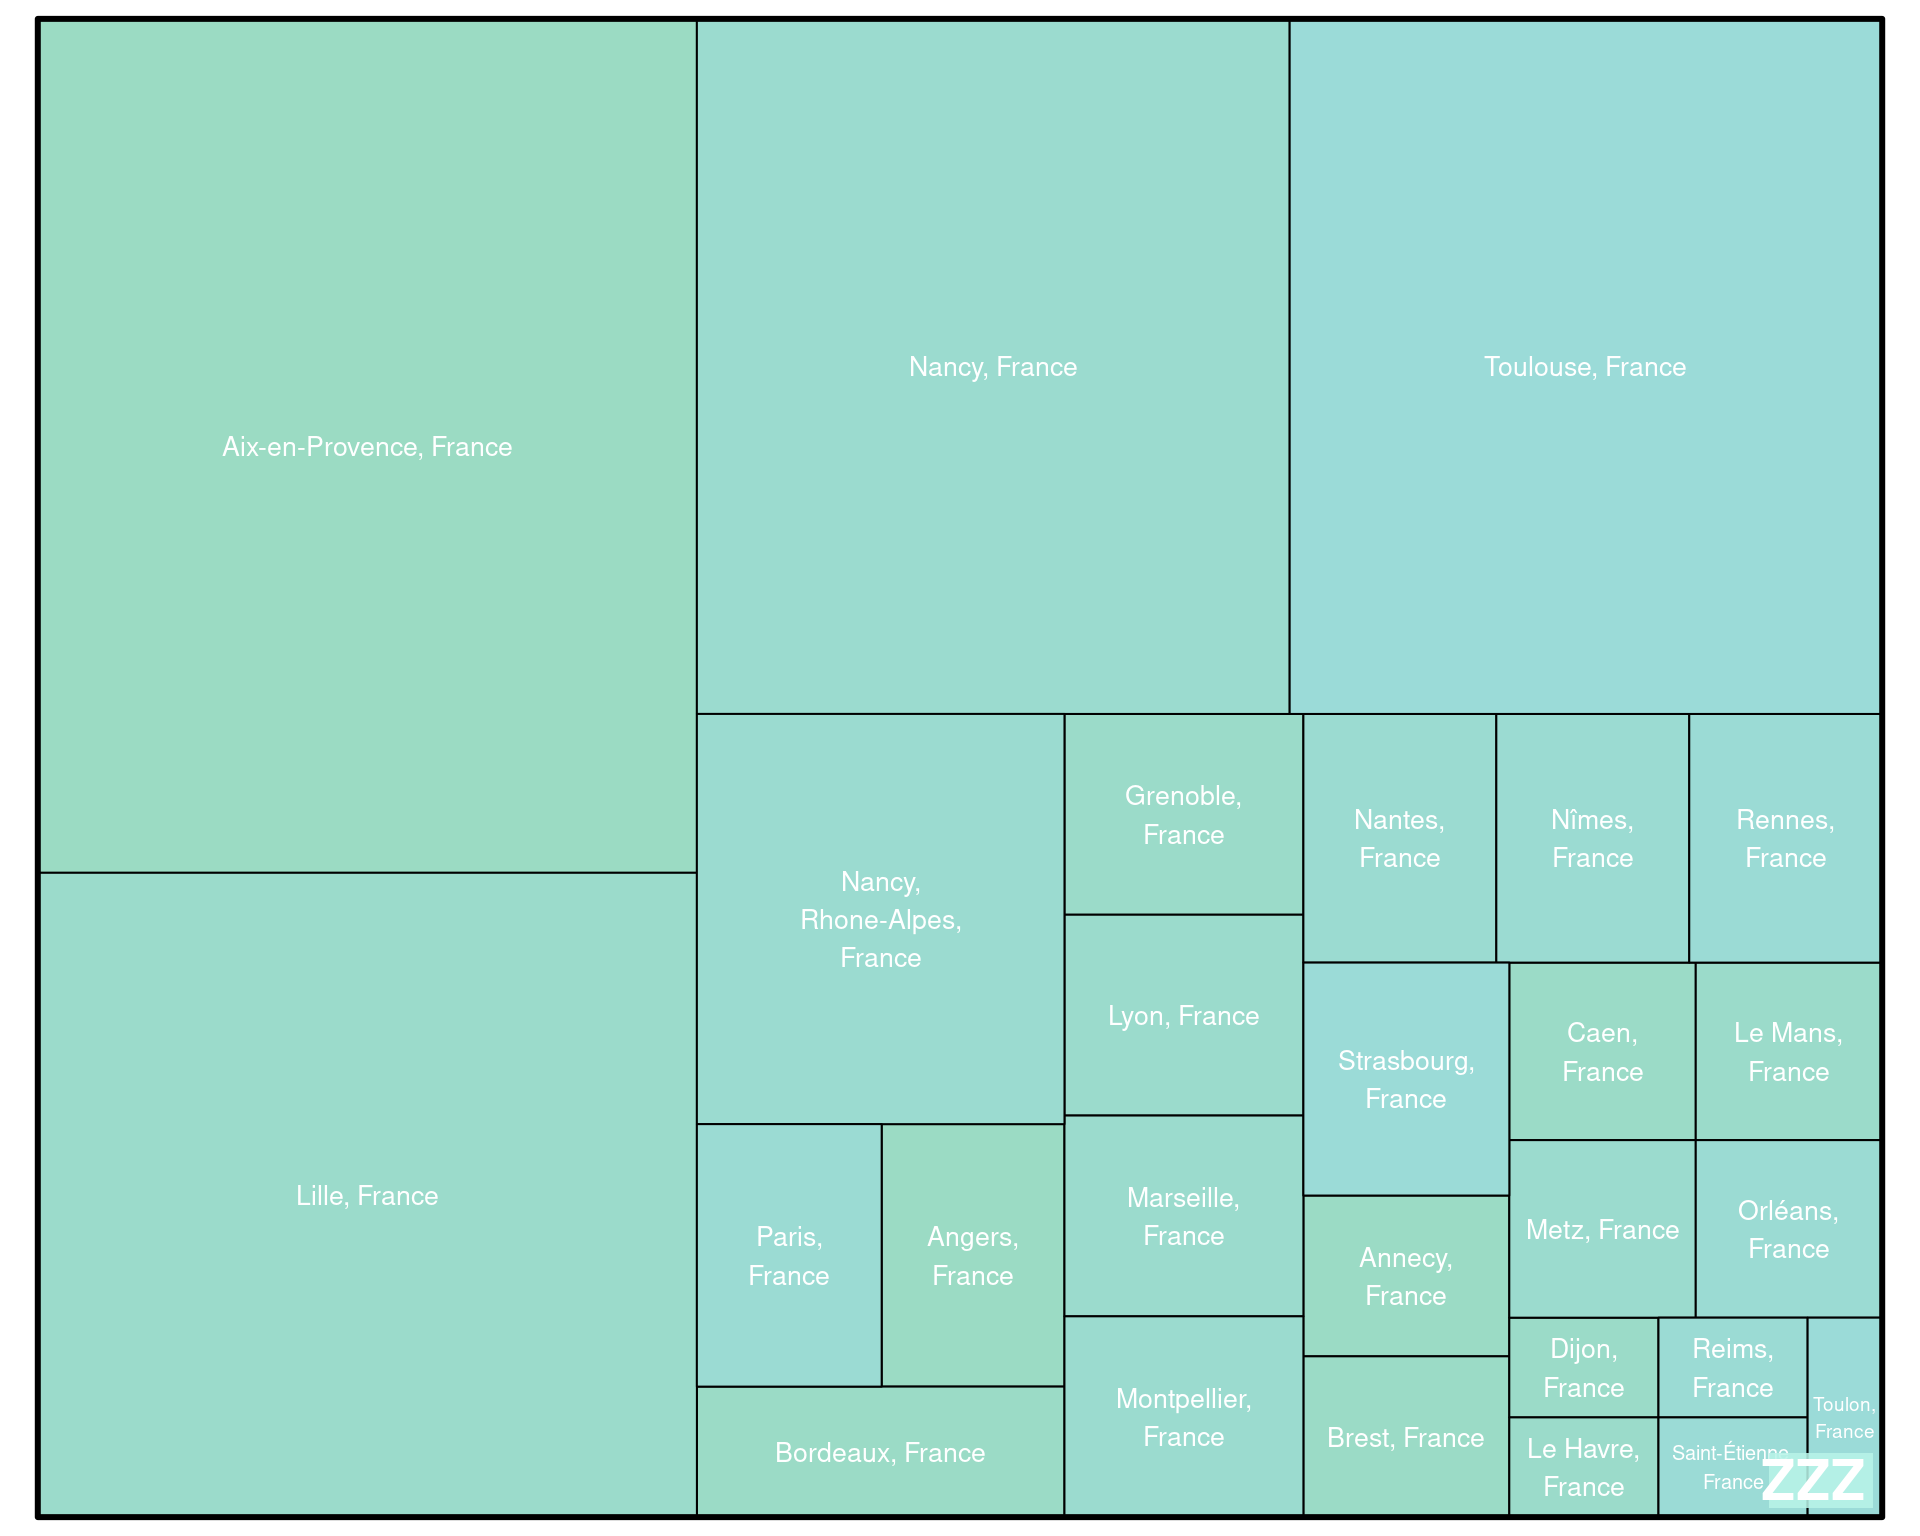 Aix-en-Provence, France
Nancy, France
Toulouse, France
Lille, France
Nancy,
Rhone-Alpes,
France
Grenoble,
France
Nantes,
France
Nîmes,
France
Rennes,
France
Lyon, France
Strasbourg,
France
Caen,
France
Le Mans,
France
Paris,
France
Angers,
France
Marseille,
France
Annecy,
France
Metz, France
Orléans,
France
Bordeaux, France
Montpellier,
France
Brest, France
Dijon,
France
Reims,
France
Toulon,
France
Le Havre,
France
Saint-Étienne,
France
ZZZ